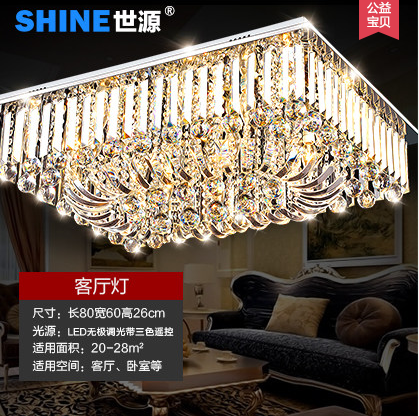 SHINE世源®
公益
宝贝
客厅灯
尺寸：长80宽60高26cm
光源：LED无极调光带三色遥控
适用面积：20-28m²
适用空间：客厅、卧室等